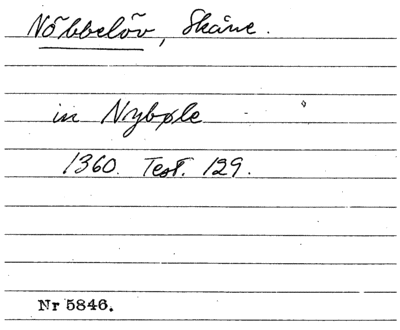 Nöbbelöv, Skåne.
in Nybøle
1360. Test. 129.
Nr 5846.